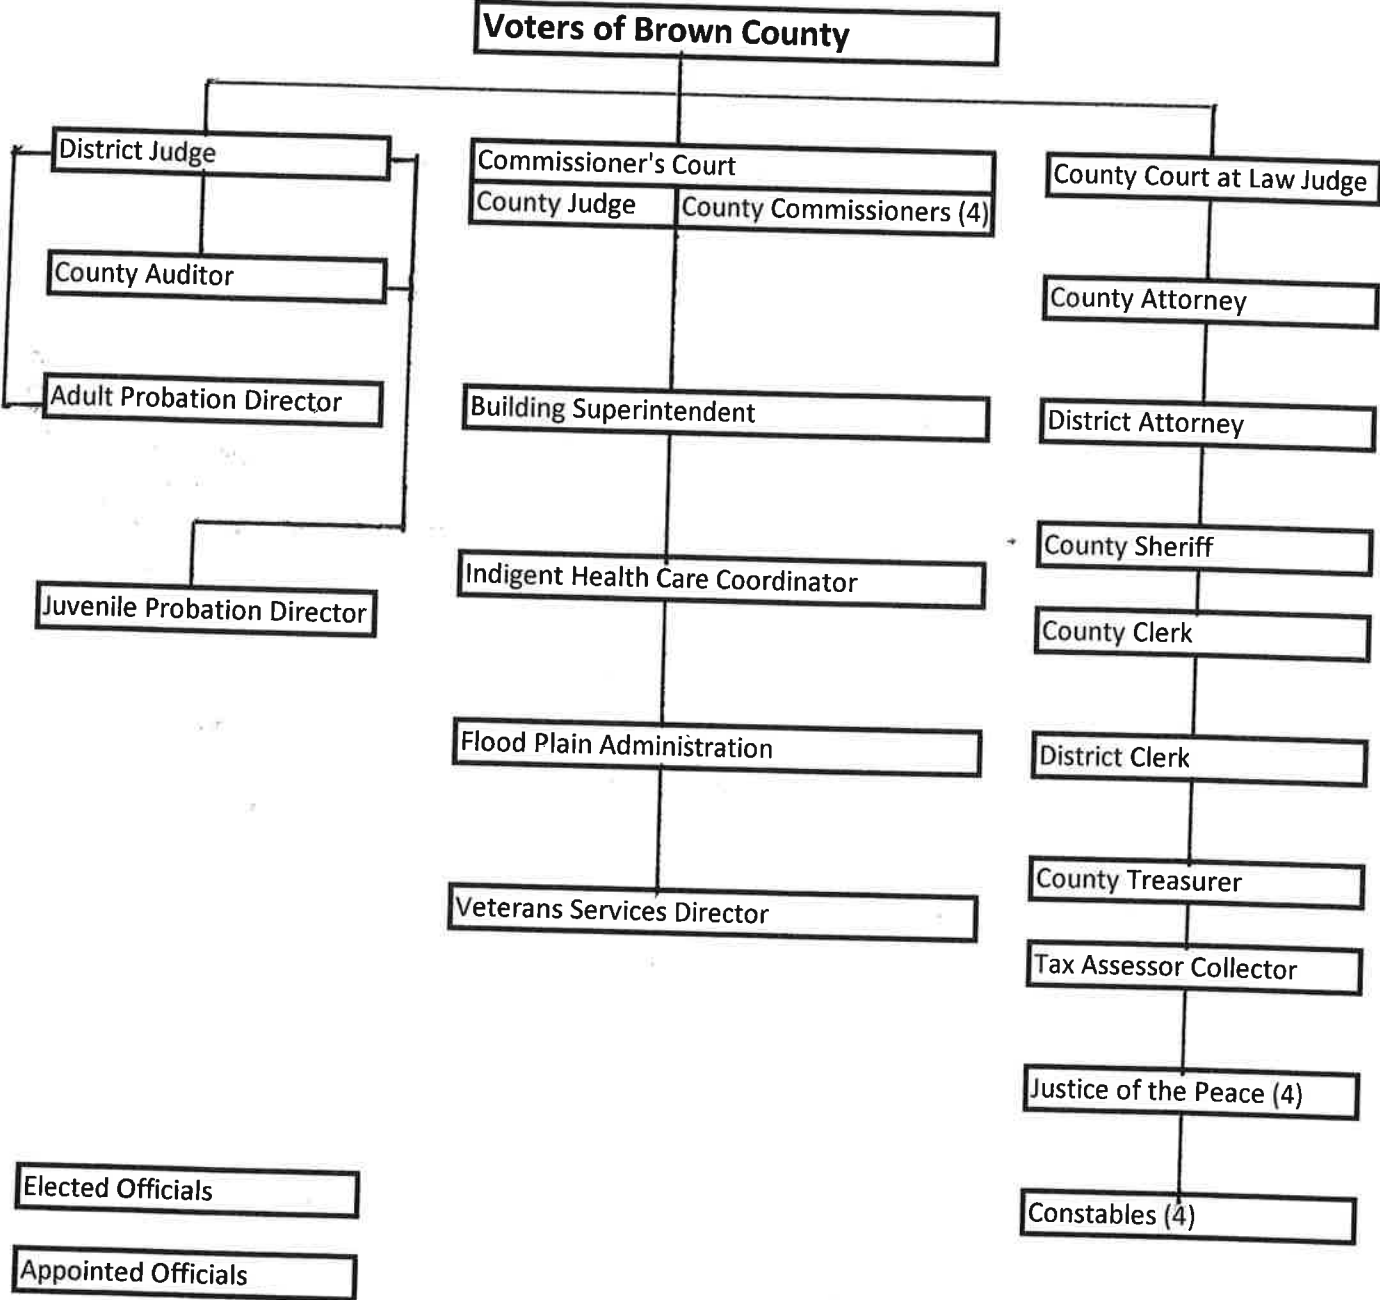 Voters of Brown County
District Judge
County Auditor
Adult Probation Director
Juvenile Probation Director
Commissioner's Court
County Judge
County Commissioners (4)
Building Superintendent
Indigent Health Care Coordinator
Flood Plain Administration
Veterans Services Director
County Court at Law Judge
County Attorney
District Attorney
County Sheriff
County Clerk
District Clerk
County Treasurer
Tax Assessor Collector
Justice of the Peace (4)
Constables (4)
Elected Officials
Appointed Officials